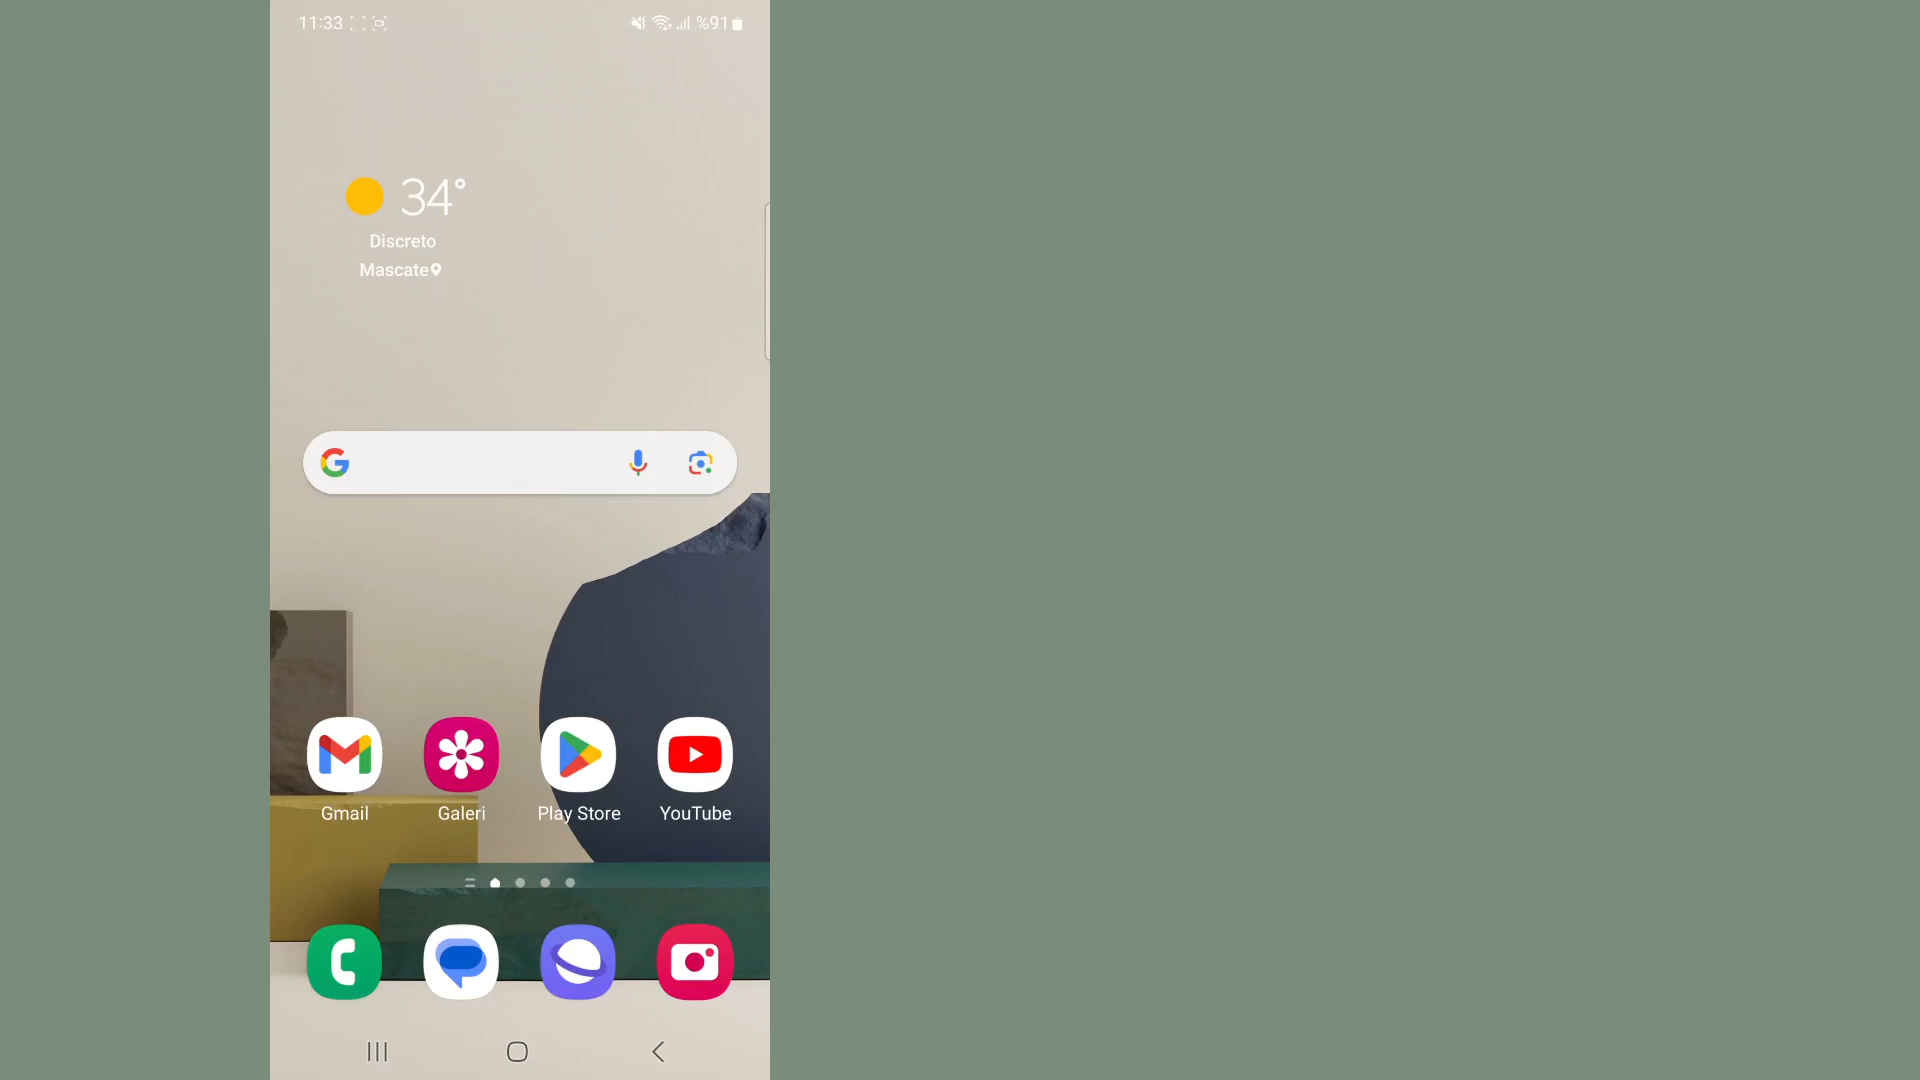 11:33 %91
34°
Discreto
Mascate
Gmail Galeri Play Store YouTube